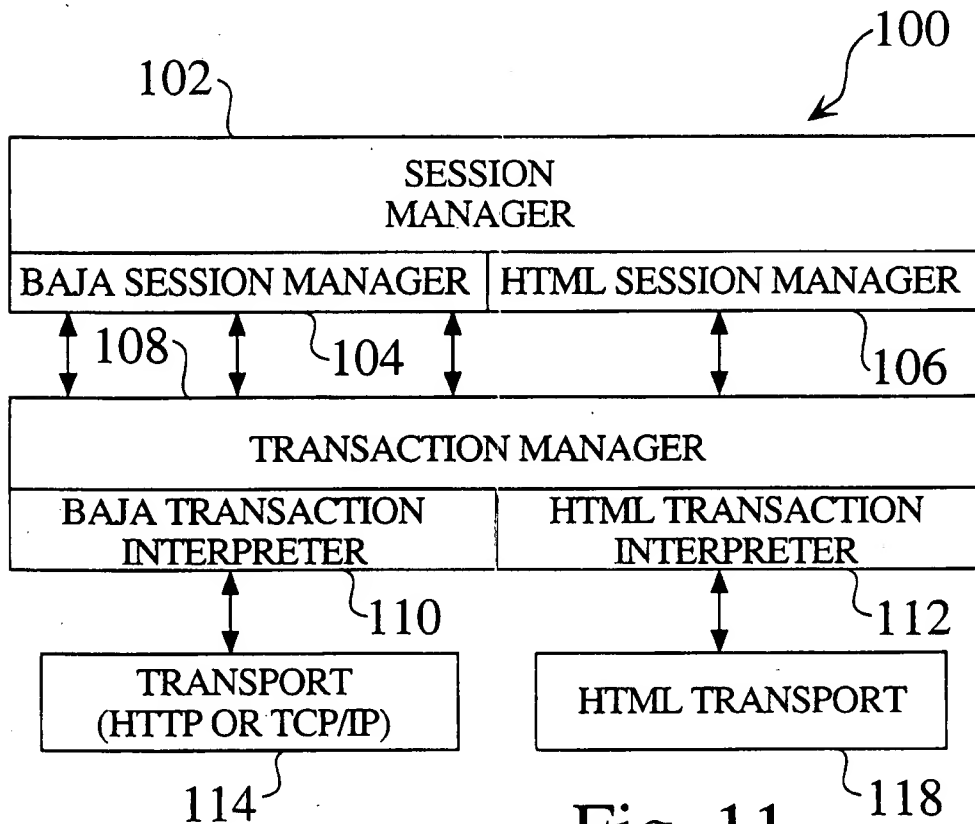 100
102
SESSION
MANAGER
BAJA SESSION MANAGER
HTML SESSION MANAGER
108
104
106
TRANSACTION MANAGER
BAJA TRANSACTION
INTERPRETER
HTML TRANSACTION
INTERPRETER
110
112
TRANSPORT
(HTTP OR TCP/IP)
HTML TRANSPORT
114
Fig. 11
118